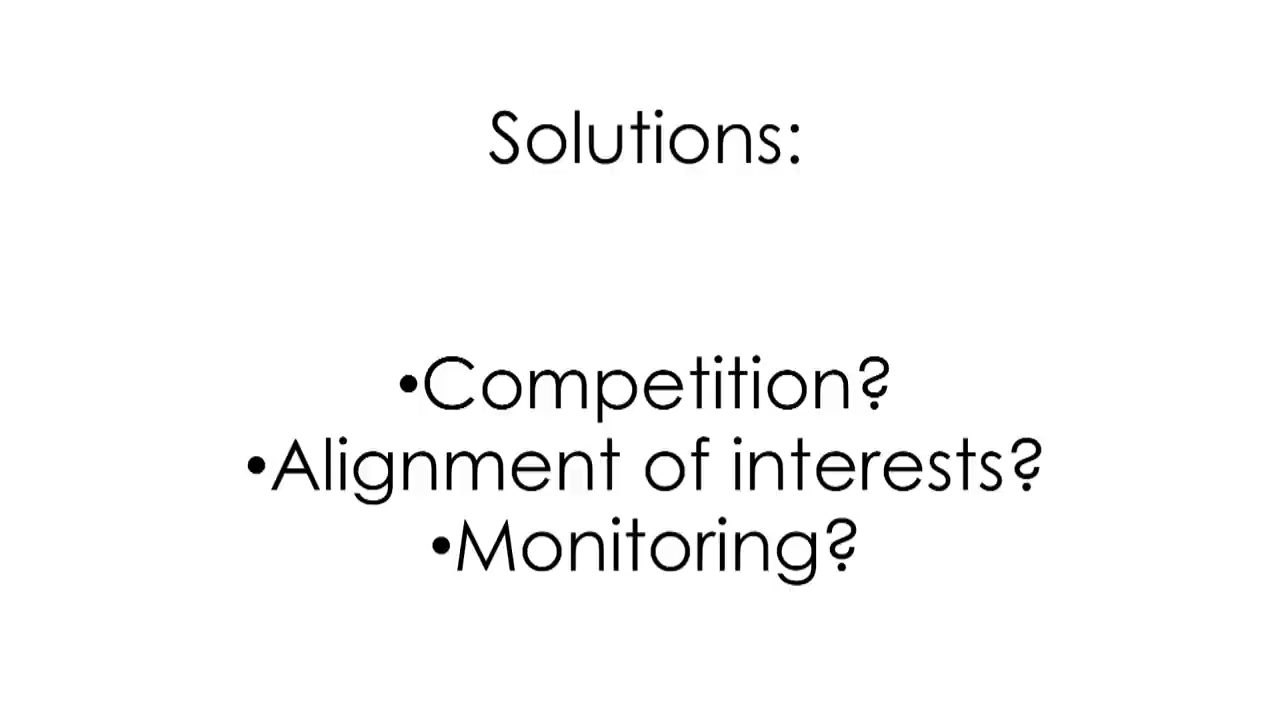 Solutions:
•Competition?
•Alignment of interests?
•Monitoring?